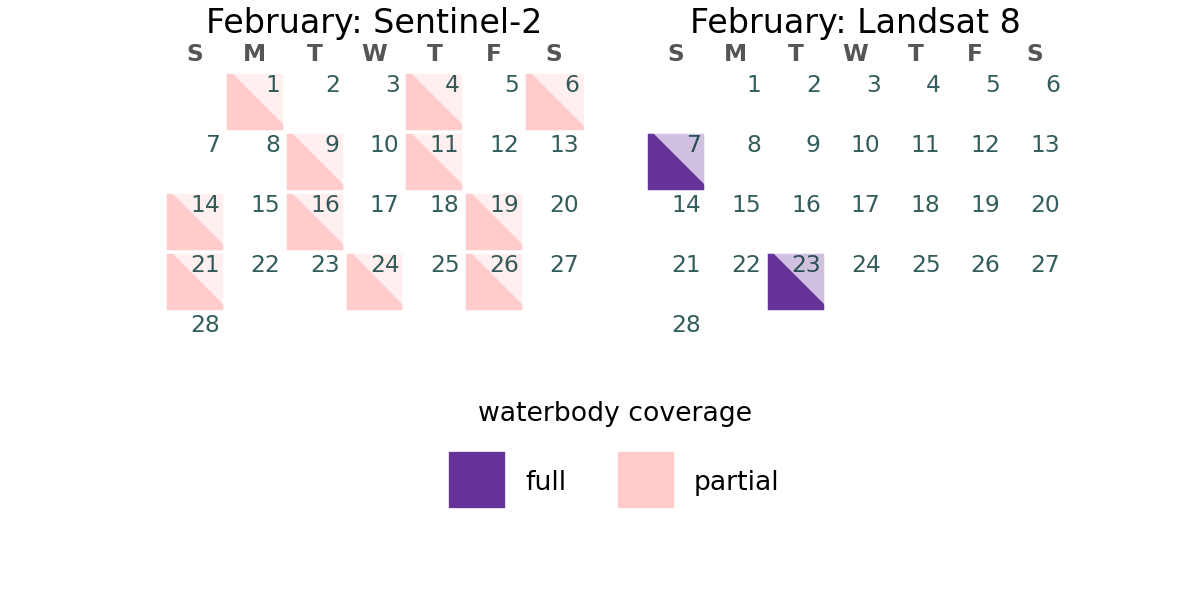 February: Sentinel-2
S M T W T F S
1 2 3 4 5 6
7 8 9 10 11 12 13
14 15 16 17 18 19 20
21 22 23 24 25 26 27
28
February: Landsat 8
S M T W T F S
1 2 3 4 5 6
7 8 9 10 11 12 13
14 15 16 17 18 19 20
21 22 23 24 25 26 27
28
waterbody coverage
full partial